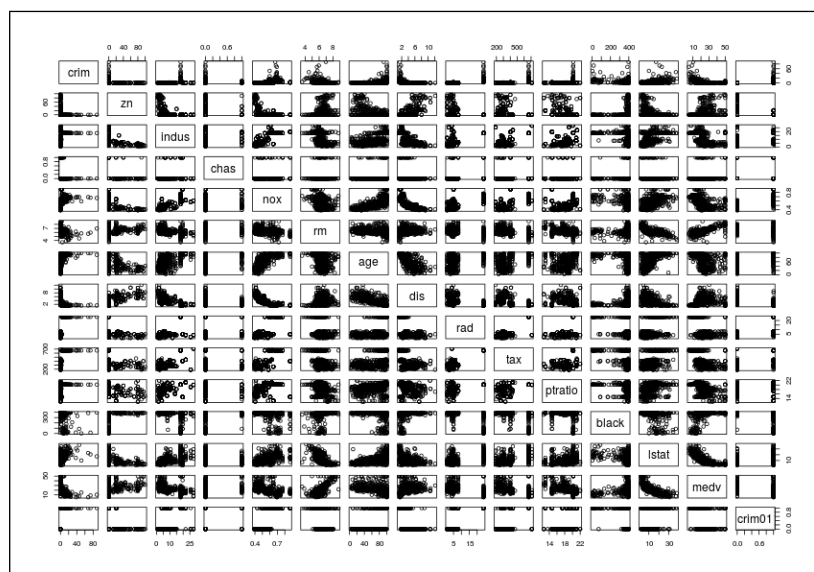 0 40 80 0.0 0.6 4 6 8 2 6 10 200 500 0 200 400 10 30 50
crim 0 60
0 60 zn
indus 0 20
0.0 0.8 chas
nox 0.4 0.8
4 7 rm
age 0 60
2 8 dis
rad 5 20
200 700 tax
ptratio 14 22
0 300 black
lstat 10
10 50 medv
crim01 0.0 0.8
0 40 80 0 10 25 0.4 0.7 0 40 80 5 15 14 18 22 10 30 0.0 0.6